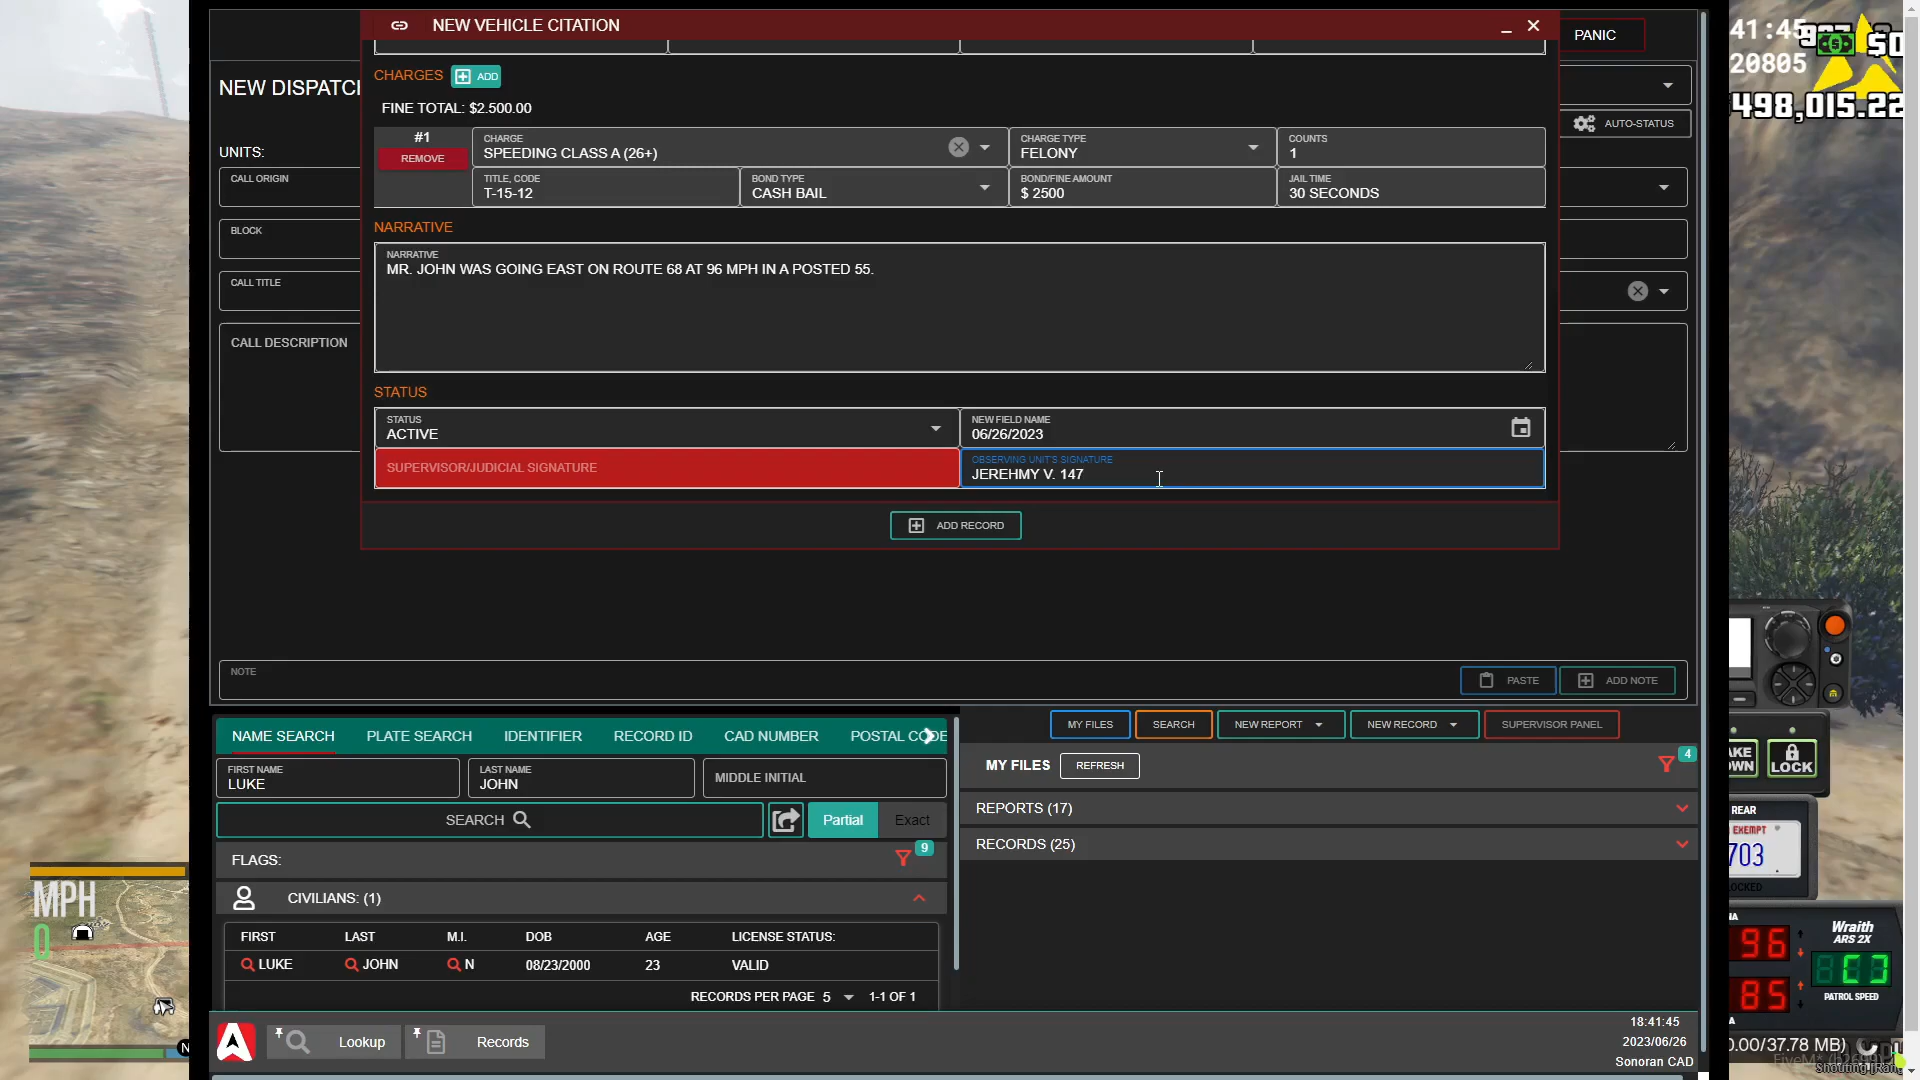 NEW VEHICLE CITATION
PANIC
41:45
$0
20805
498,015.22
NEW DISPATCH
CHARGES ADD
FINE TOTAL: $2.500.00
AUTO-STATUS
#1
REMOVE
CHARGE
SPEEDING CLASS A (26+)
CHARGE TYPE
FELONY
COUNTS
1
TITLE, CODE
T-15-12
BOND TYPE
CASH BAIL
BOND/FINE AMOUNT
$ 2500
JAIL TIME
30 SECONDS
UNITS:
CALL ORIGIN
BLOCK
CALL TITLE
CALL DESCRIPTION
NARRATIVE
NARRATIVE
MR. JOHN WAS GOING EAST ON ROUTE 68 AT 96 MPH IN A POSTED 55.
STATUS
STATUS
ACTIVE
NEW FIELD NAME
06/26/2023
SUPERVISOR/JUDICIAL SIGNATURE
OBSERVING UNIT'S SIGNATURE
JEREHMY V. 147
ADD RECORD
NOTE
PASTE
ADD NOTE
NAME SEARCH PLATE SEARCH IDENTIFIER RECORD ID CAD NUMBER POSTAL CODE
MY FILES SEARCH NEW REPORT NEW RECORD SUPERVISOR PANEL
FIRST NAME
LUKE
LAST NAME
JOHN
MIDDLE INITIAL
MY FILES REFRESH
4
SEARCH
Partial Exact
REPORTS (17)
RECORDS (25)
FLAGS:
9
CIVILIANS: (1)
FIRST LAST M.I. DOB AGE LICENSE STATUS:
LUKE JOHN N 08/23/2000 23 VALID
RECORDS PER PAGE 5 1-1 OF 1
Lookup Records
18:41:45
2023/06/26
Sonoran CAD
MPH
0
N
LOCK
REAR
EXEMPT
703
LOCKED
96
85
Wraith
ARS 2X
PATROL SPEED
0.00/37.78 MB)